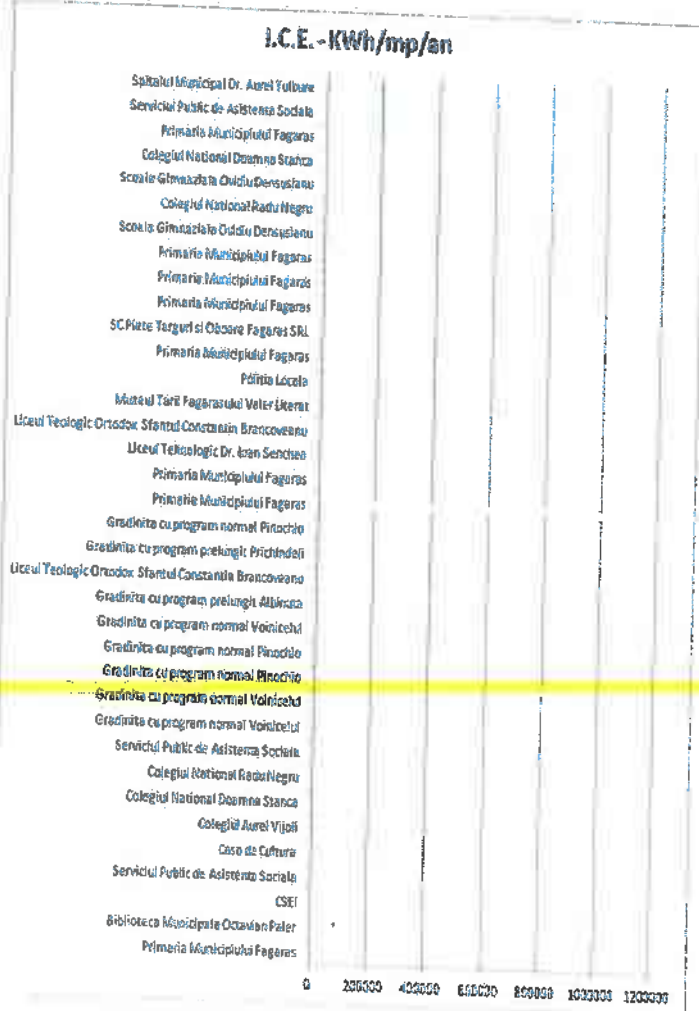 I.C.E. - KWh/mp/an
Spitalul Municipal Dr. Aurel Tulbure
Serviciul Public de Asistenta Sociala
Primaria Municipiului Fagaras
Colegiul National Doamna Stanca
Scoala Gimnaziala Ovidiu Densusianu
Colegiul National Radu Negru
Scoala Gimnaziala Ovidiu Densusianu
Primaria Municipiului Fagaras
Primaria Municipiului Fagaras
Primaria Municipiului Fagaras
SC Piete Targuri si Oboare Fagaras SRL
Primaria Municipiului Fagaras
Politia Locala
Muzeul Tarii Fagarasului Valer Literat
Liceul Teologic Ortodox Sfantul Constantin Brancoveanu
Liceul Tehnologic Dr. Ioan Senchea
Primaria Municipiului Fagaras
Primaria Municipiului Fagaras
Gradinita cu program normal Pinochio
Gradinita cu program prelungit Prichindeii
Liceul Teologic Ortodox Sfantul Constantin Brancoveanu
Gradinita cu program prelungit Albinuta
Gradinita cu program normal Voinicelul
Gradinita cu program normal Pinochio
Gradinita cu program normal Pinochio
Gradinita cu program normal Voinicelul
Gradinita cu program normal Voinicelul
Serviciul Public de Asistenta Sociala
Colegiul National Radu Negru
Colegiul National Doamna Stanca
Colegiul Aurel Vijoli
Casa de Cultura
Serviciul Public de Asistenta Sociala
CSEI
Biblioteca Municipala Octavian Paler
Primaria Municipiului Fagaras
0 200000 400000 600000 800000 1000000 1200000